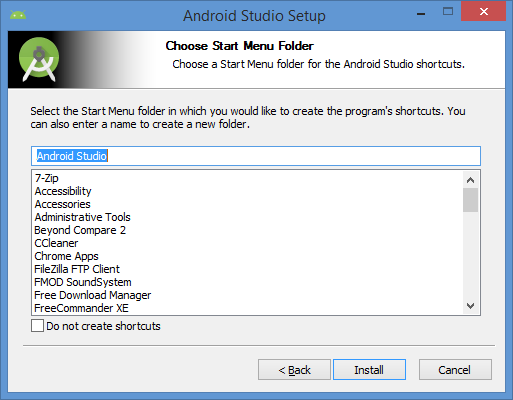 Android Studio Setup
Choose Start Menu Folder
Choose a Start Menu folder for the Android Studio shortcuts.
Select the Start Menu folder in which you would like to create the program's shortcuts. You
can also enter a name to create a new folder.
Android Studio
7-Zip
Accessibility
Accessories
Administrative Tools
Beyond Compare 2
CCleaner
Chrome Apps
FileZilla FTP Client
FMOD SoundSystem
Free Download Manager
FreeCommander XE
Do not create shortcuts
< Back
Install
Cancel